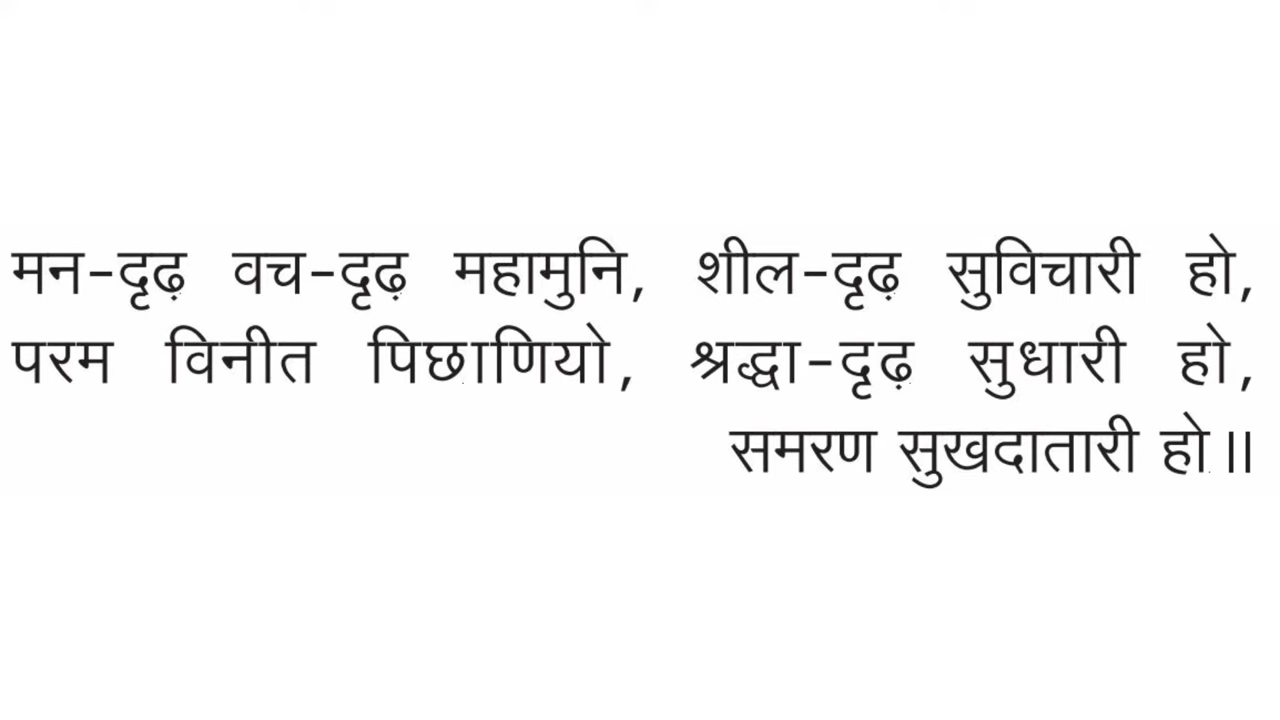 मन-दृढ़ वच-दृढ़ महामुनि, शील-दृढ़ सुविचारी हो,
परम विनीत पिछाणियो, श्रद्धा-दृढ़ सुधारी हो,
समरण सुखदातारी हो॥